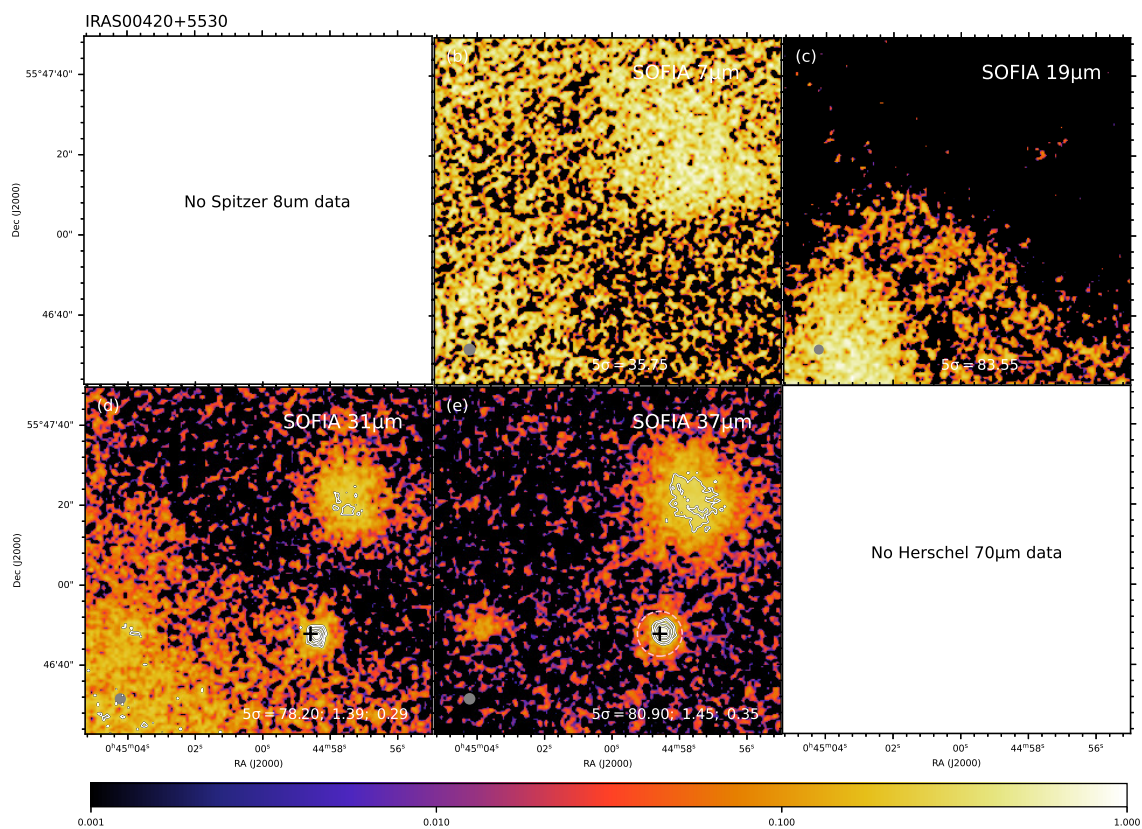 IRAS00420+5530
No Spitzer 8um data
(b)
SOFIA 7μm
5σ = 35.75
(c)
SOFIA 19μm
5σ = 83.55
Dec (J2000)
55°47'40"
20"
00"
46'40"
(d)
SOFIA 31μm
5σ = 78.20; 1.39; 0.29
(e)
SOFIA 37μm
5σ = 80.90; 1.45; 0.35
No Herschel 70μm data
Dec (J2000)
55°47'40"
20"
00"
46'40"
0ʰ45ᵐ04ˢ 02ˢ 00ˢ 44ᵐ58ˢ 56ˢ
0ʰ45ᵐ04ˢ 02ˢ 00ˢ 44ᵐ58ˢ 56ˢ
0ʰ45ᵐ04ˢ 02ˢ 00ˢ 44ᵐ58ˢ 56ˢ
RA (J2000)
RA (J2000)
RA (J2000)
0.001 0.010 0.100 1.000